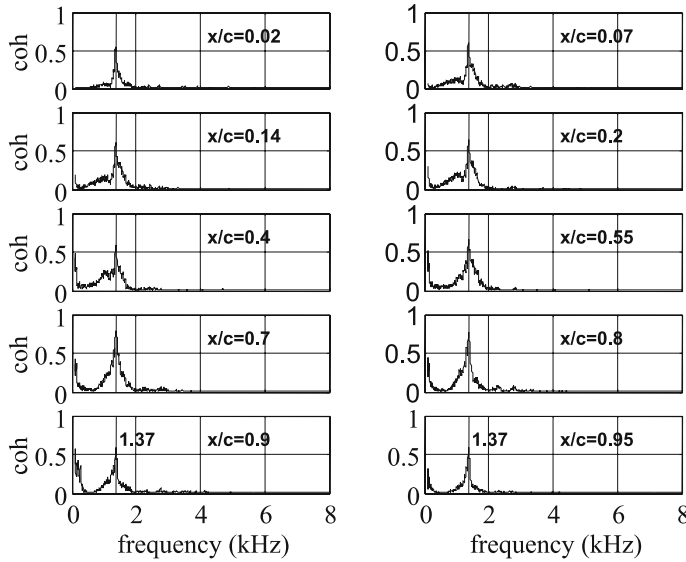 1
coh
0.5
0
x/c=0.02
1
0.5
0
x/c=0.07
1
coh
0.5
0
x/c=0.14
1
0.5
0
x/c=0.2
1
coh
0.5
0
x/c=0.4
1
0.5
0
x/c=0.55
1
coh
0.5
0
x/c=0.7
1
0.5
0
x/c=0.8
1
coh
0.5
0
1.37
x/c=0.9
0 2 4 6 8
frequency (kHz)
1
0.5
0
1.37
x/c=0.95
0 2 4 6 8
frequency (kHz)